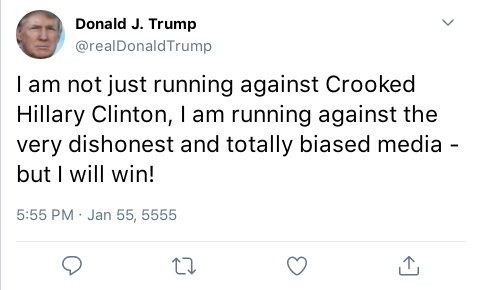 Donald J. Trump
@realDonaldTrump
I am not just running against Crooked
Hillary Clinton, I am running against the
very dishonest and totally biased media -
but I will win!
5:55 PM · Jan 55, 5555